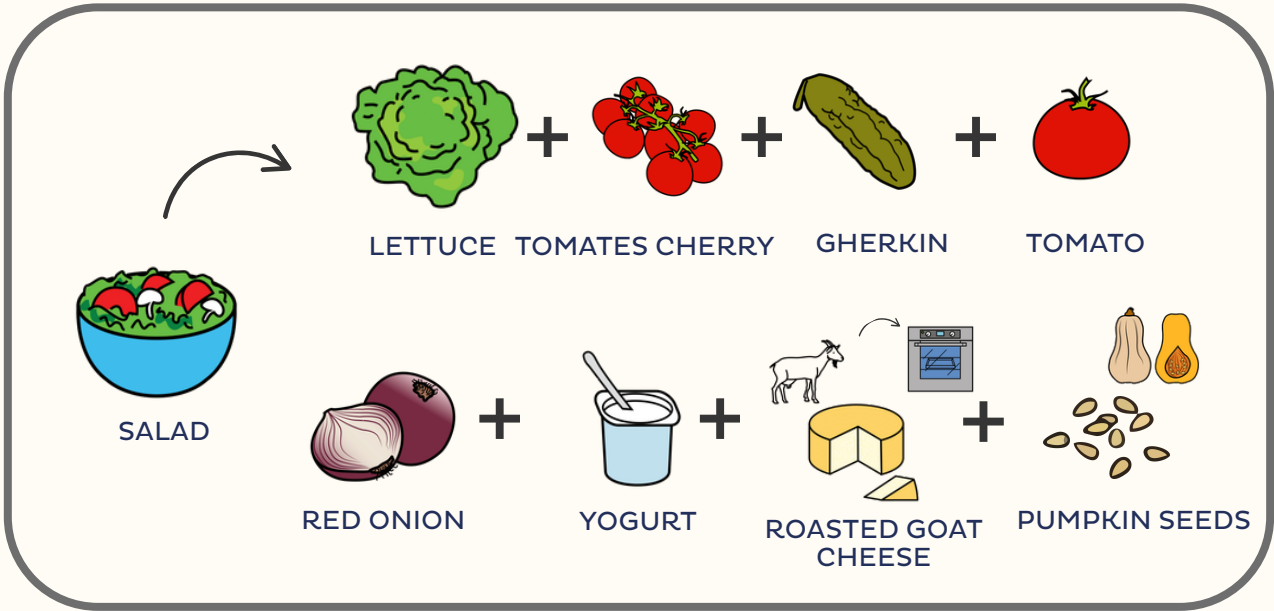 LETTUCE
TOMATES CHERRY
GHERKIN
TOMATO
SALAD
RED ONION
YOGURT
ROASTED GOAT
CHEESE
PUMPKIN SEEDS